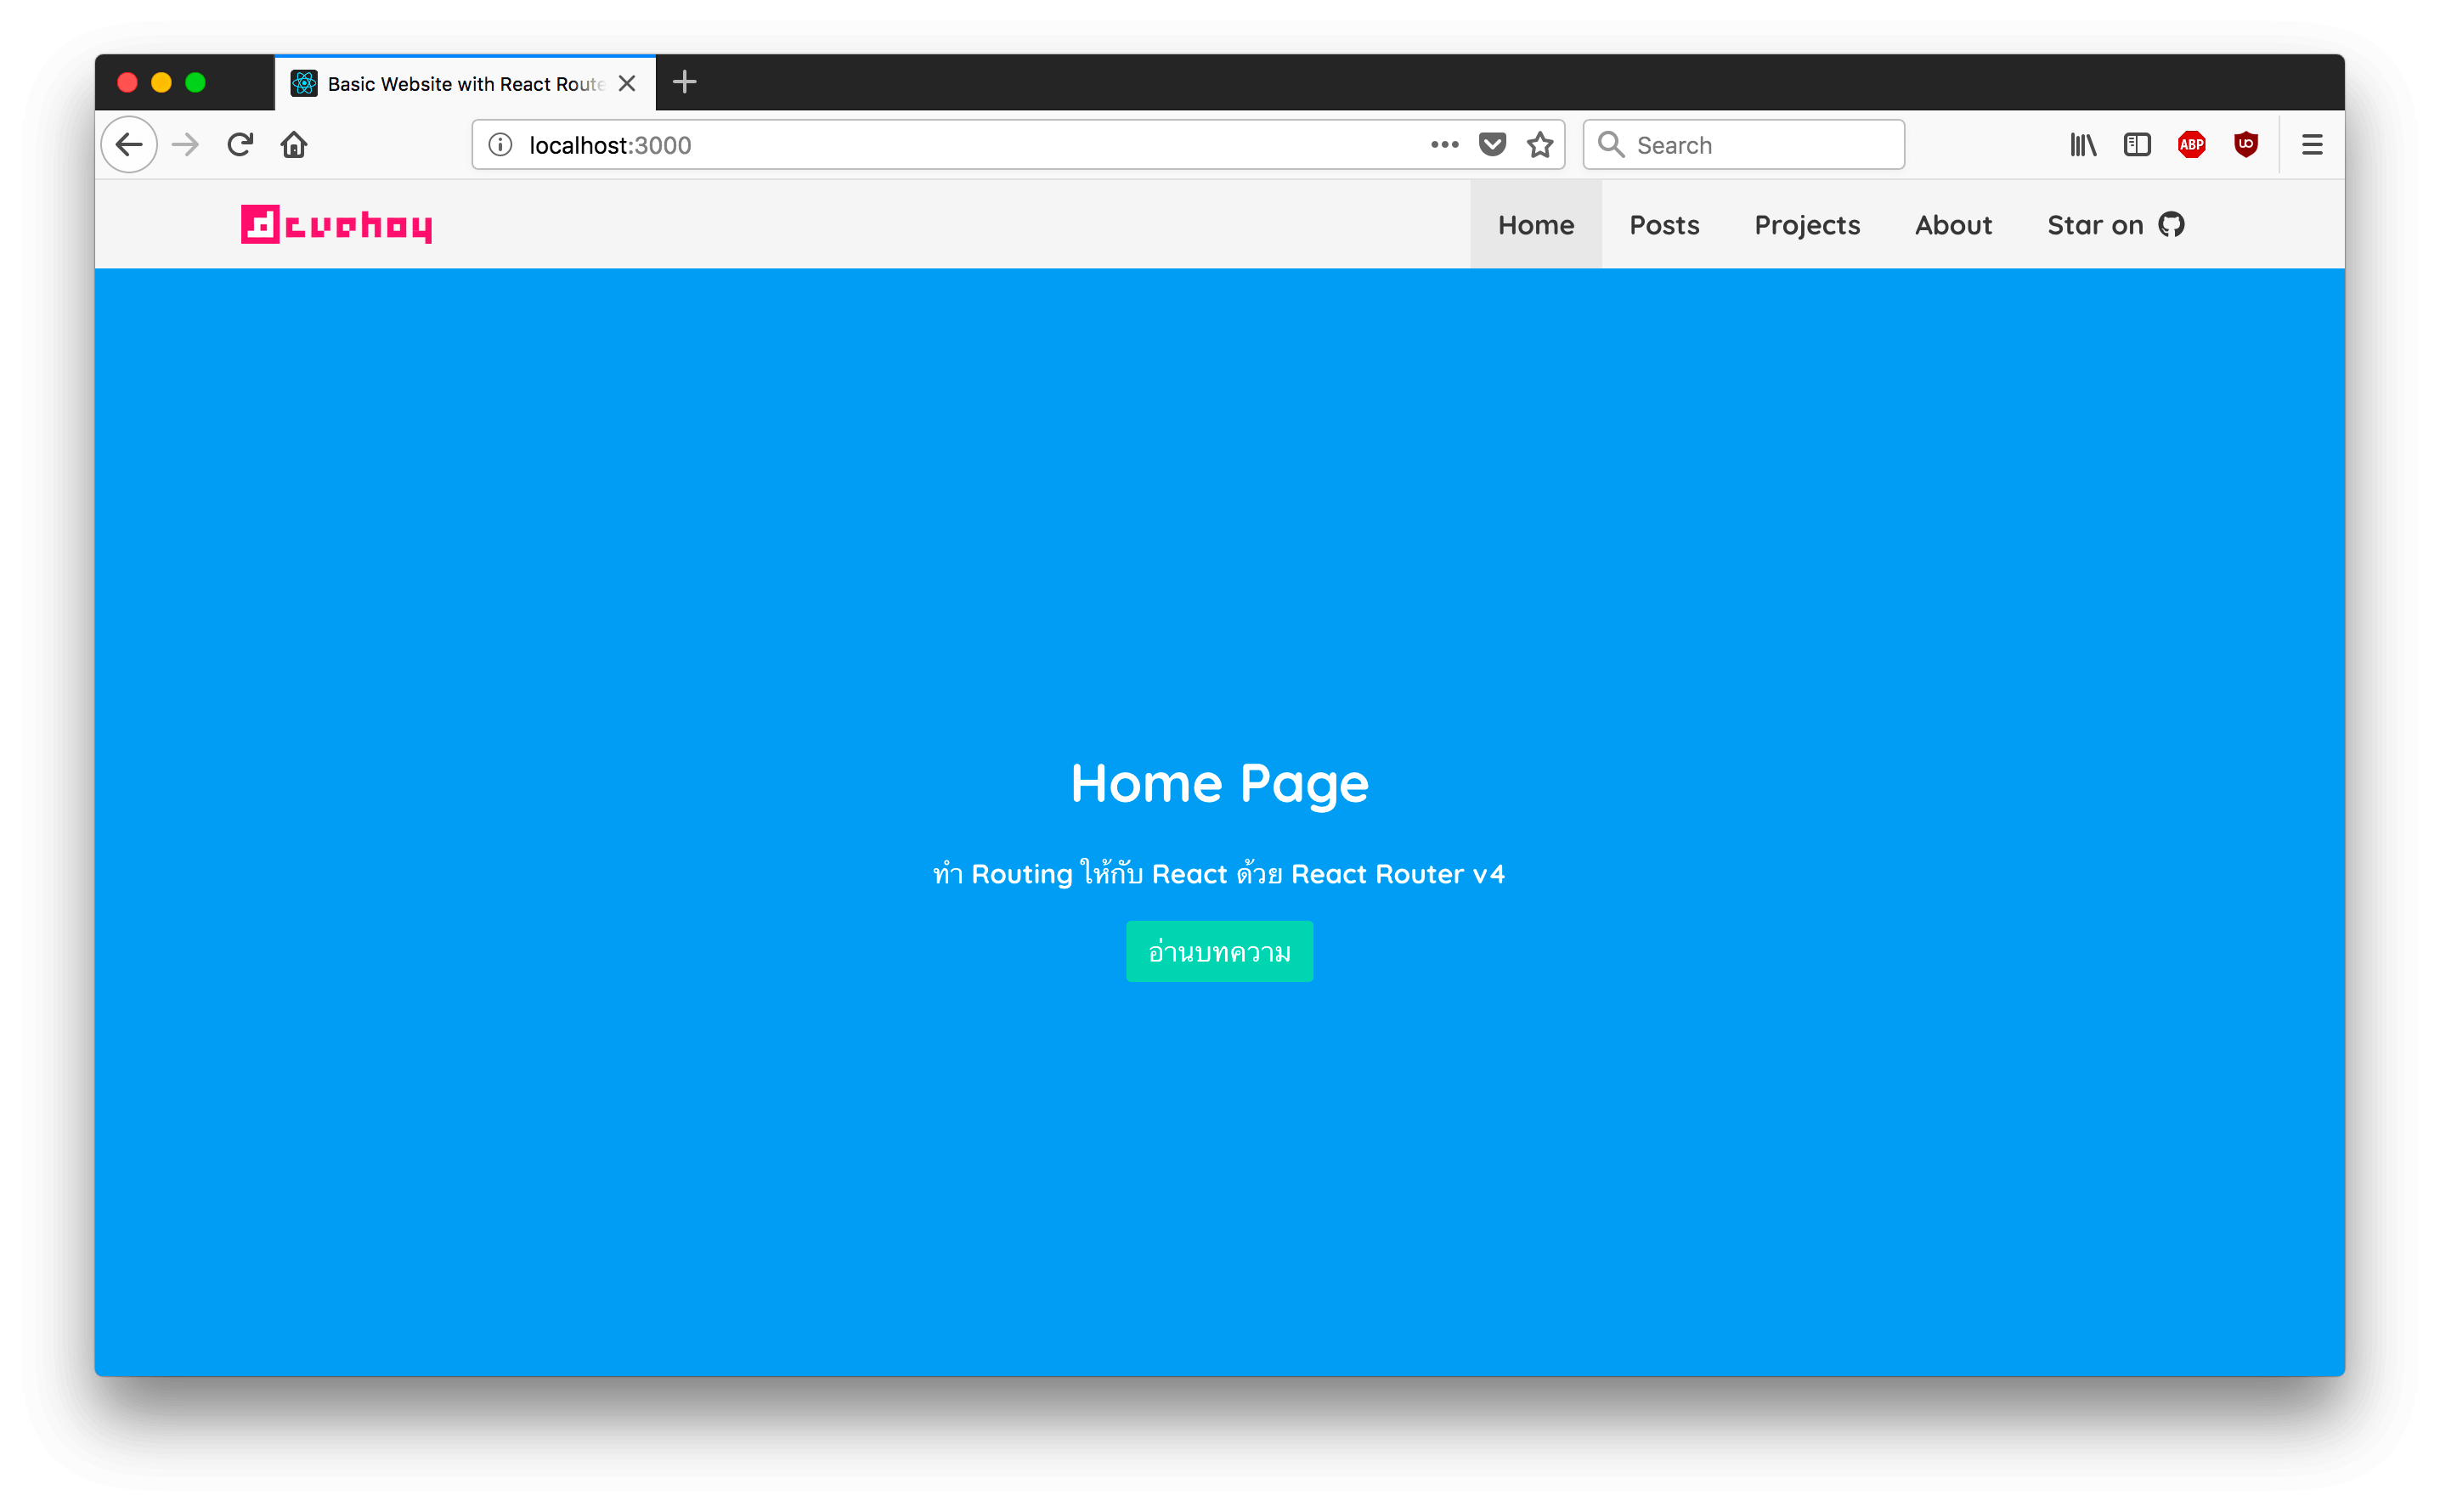 Basic Website with React Route
localhost:3000
Search
ABP
Home Posts Projects About Star on
Home Page
ทำ Routing ให้กับ React ด้วย React Router v4
อ่านบทความ